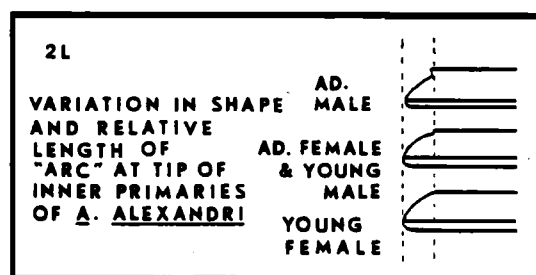 2L
VARIATION IN SHAPE
AND RELATIVE
LENGTH OF
"ARC" AT TIP OF
INNER PRIMARIES
OF A. ALEXANDRI
AD.
MALE
AD. FEMALE
& YOUNG
MALE
YOUNG
FEMALE